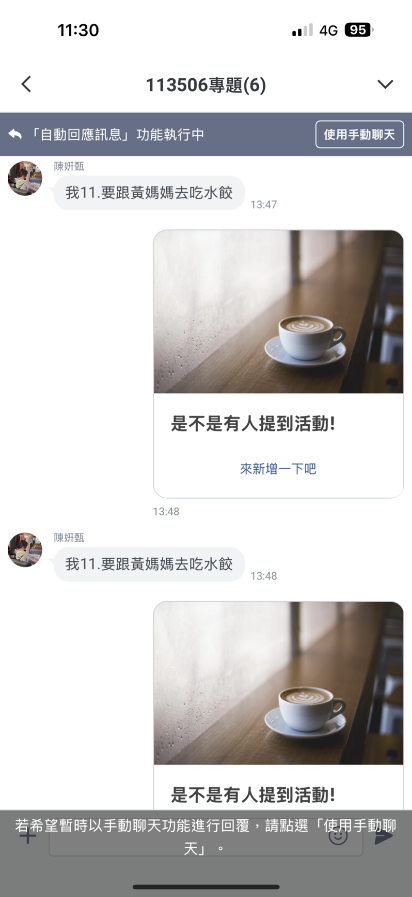 11:30
4G
95
113506專題(6)
「自動回應訊息」功能執行中
使用手動聊天
陳妍甄
我11.要跟黃媽媽去吃水餃
13:47
是不是有人提到活動!
來新增一下吧
13:48
陳妍甄
我11.要跟黃媽媽去吃水餃
13:48
是不是有人提到活動!
若希望暫時以手動聊天功能進行回覆，請點選「使用手動聊
天」。